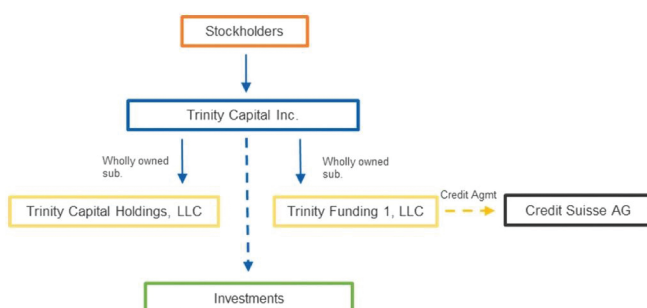 Stockholders
Trinity Capital Inc.
Wholly owned
sub.
Wholly owned
sub.
Credit Agmt
Trinity Capital Holdings, LLC
Trinity Funding 1, LLC
Credit Suisse AG
Investments